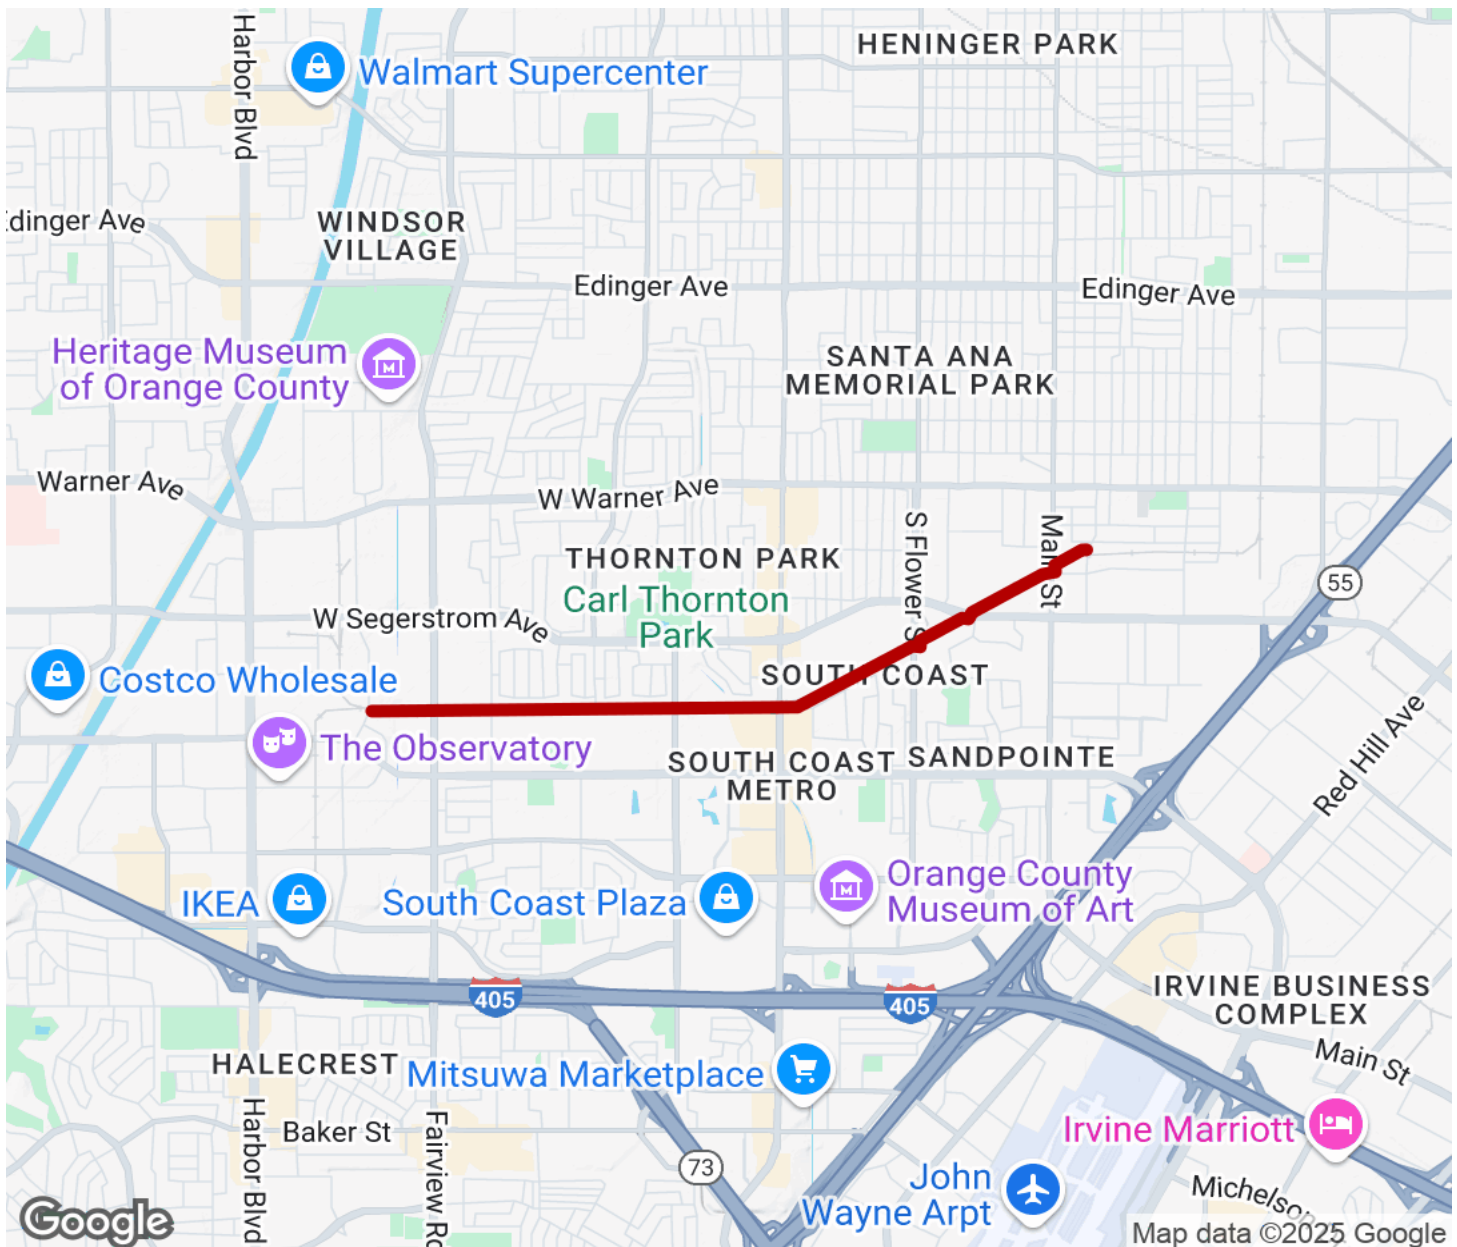 Harbor Blvd
HENINGER PARK
Walmart Supercenter
Edinger Ave
WINDSOR
VILLAGE
Edinger Ave
Edinger Ave
Heritage Museum
of Orange County
SANTA ANA
MEMORIAL PARK
Warner Ave
W Warner Ave
S Flower S
Main St
THORNTON PARK
55
Carl Thornton
Park
W Segerstrom Ave
Costco Wholesale
SOUTH COAST
The Observatory
SOUTH COAST
METRO
SANDPOINTE
Red Hill Ave
IKEA
South Coast Plaza
Orange County
Museum of Art
405
405
IRVINE BUSINESS
COMPLEX
HALECREST
Mitsuwa Marketplace
Main St
Harbor Blvd
Baker St
Fairview Rd
Irvine Marriott
73
John
Wayne Arpt
Michelson
Google
Map data ©2025 Google